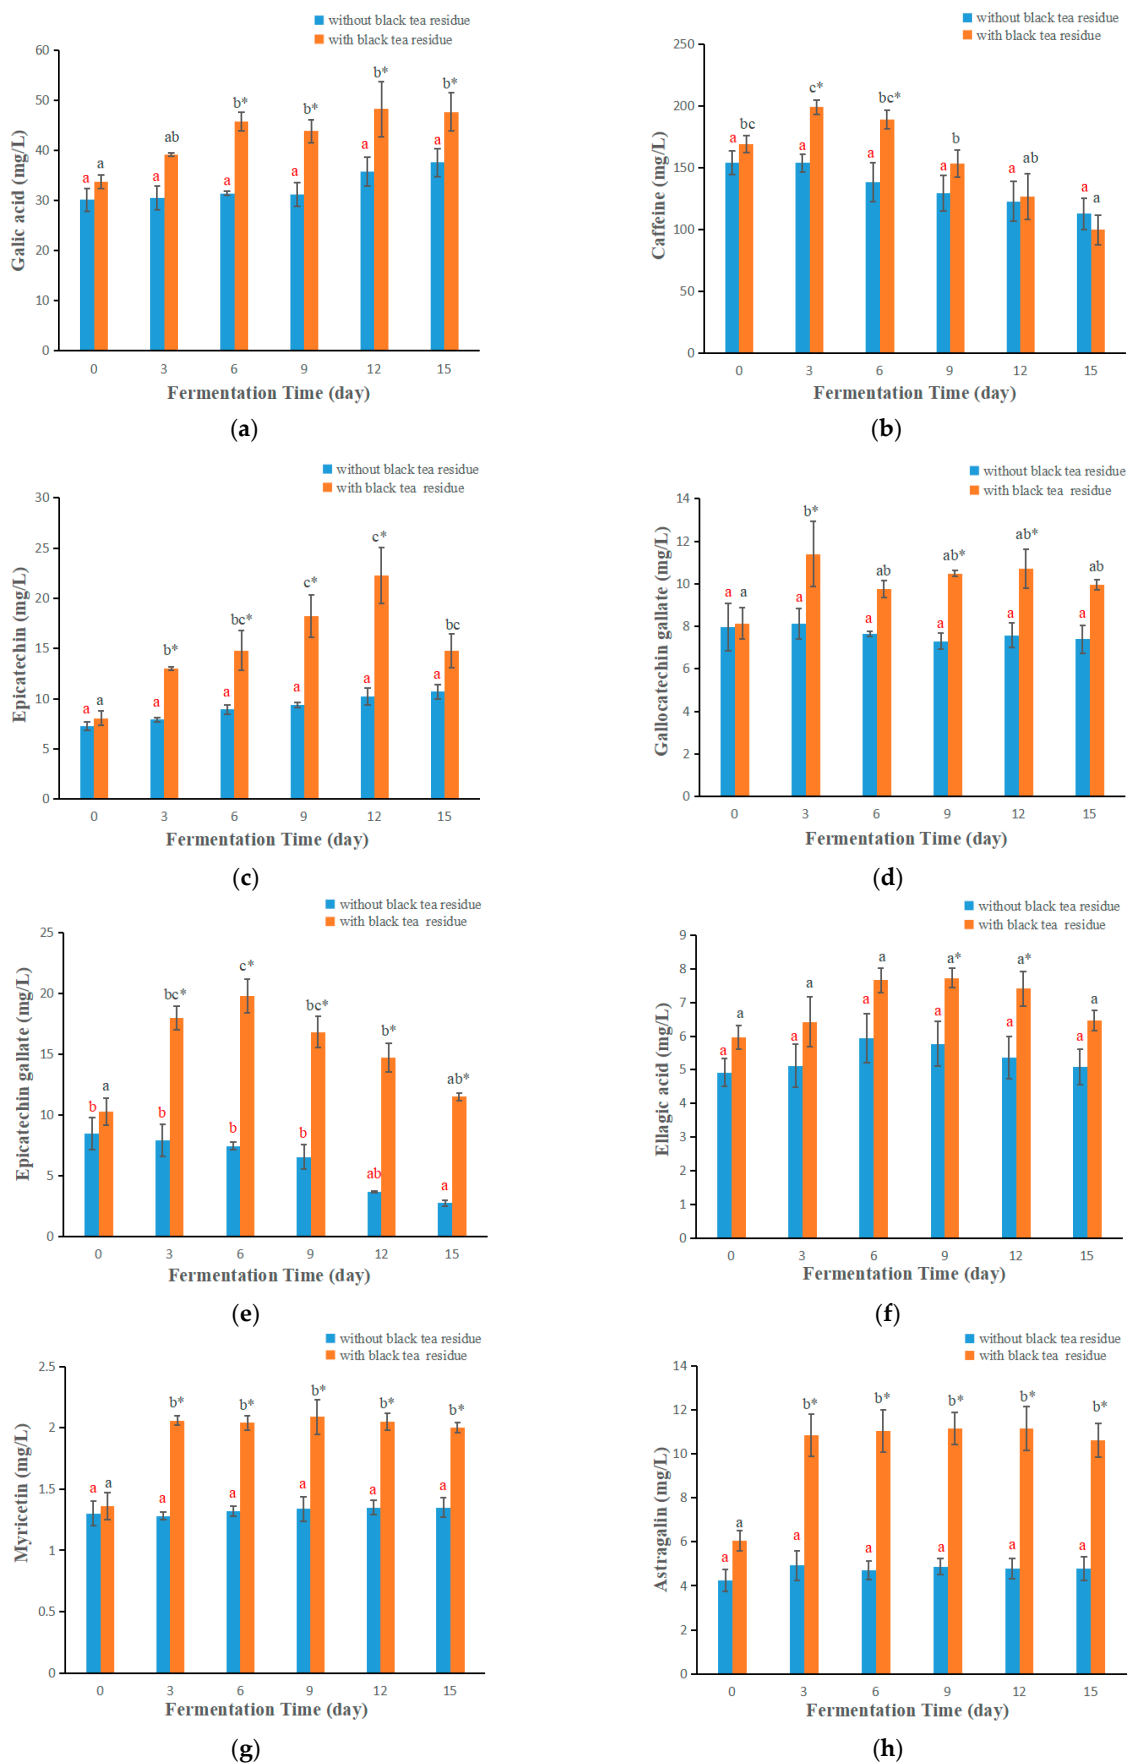 without black tea residue
with black tea residue
Galic acid (mg/L)
60
50
40
30
20
10
0
a a a ab a b* a b* a b* a b*
0 3 6 9 12 15
Fermentation Time (day)
(a)
without black tea residue
with black tea residue
Caffeine (mg/L)
250
200
150
100
50
0
a bc a c* a bc* a b a ab a a
0 3 6 9 12 15
Fermentation Time (day)
(b)
without black tea residue
with black tea residue
Epicatechin (mg/L)
30
25
20
15
10
5
0
a a a b* a bc* a c* a c* a bc
0 3 6 9 12 15
Fermentation Time (day)
(c)
without black tea residue
with black tea residue
Gallocatechin gallate (mg/L)
14
12
10
8
6
4
2
0
a a a b* a ab a ab* a ab* a ab
0 3 6 9 12 15
Fermentation Time (day)
(d)
without black tea residue
with black tea residue
Epicatechin gallate (mg/L)
25
20
15
10
5
0
b a b bc* b c* b bc* ab b* a ab*
0 3 6 9 12 15
Fermentation Time (day)
(e)
without black tea residue
with black tea residue
Ellagic acid (mg/L)
9
8
7
6
5
4
3
2
1
0
a a a a a a a a* a a* a a
0 3 6 9 12 15
Fermentation Time (day)
(f)
without black tea residue
with black tea residue
Myricetin (mg/L)
2.5
2
1.5
1
0.5
0
a a a b* a b* a b* a b* a b*
0 3 6 9 12 15
Fermentation Time (day)
(g)
without black tea residue
with black tea residue
Astragalin (mg/L)
14
12
10
8
6
4
2
0
a a a b* a b* a b* a b* a b*
0 3 6 9 12 15
Fermentation Time (day)
(h)